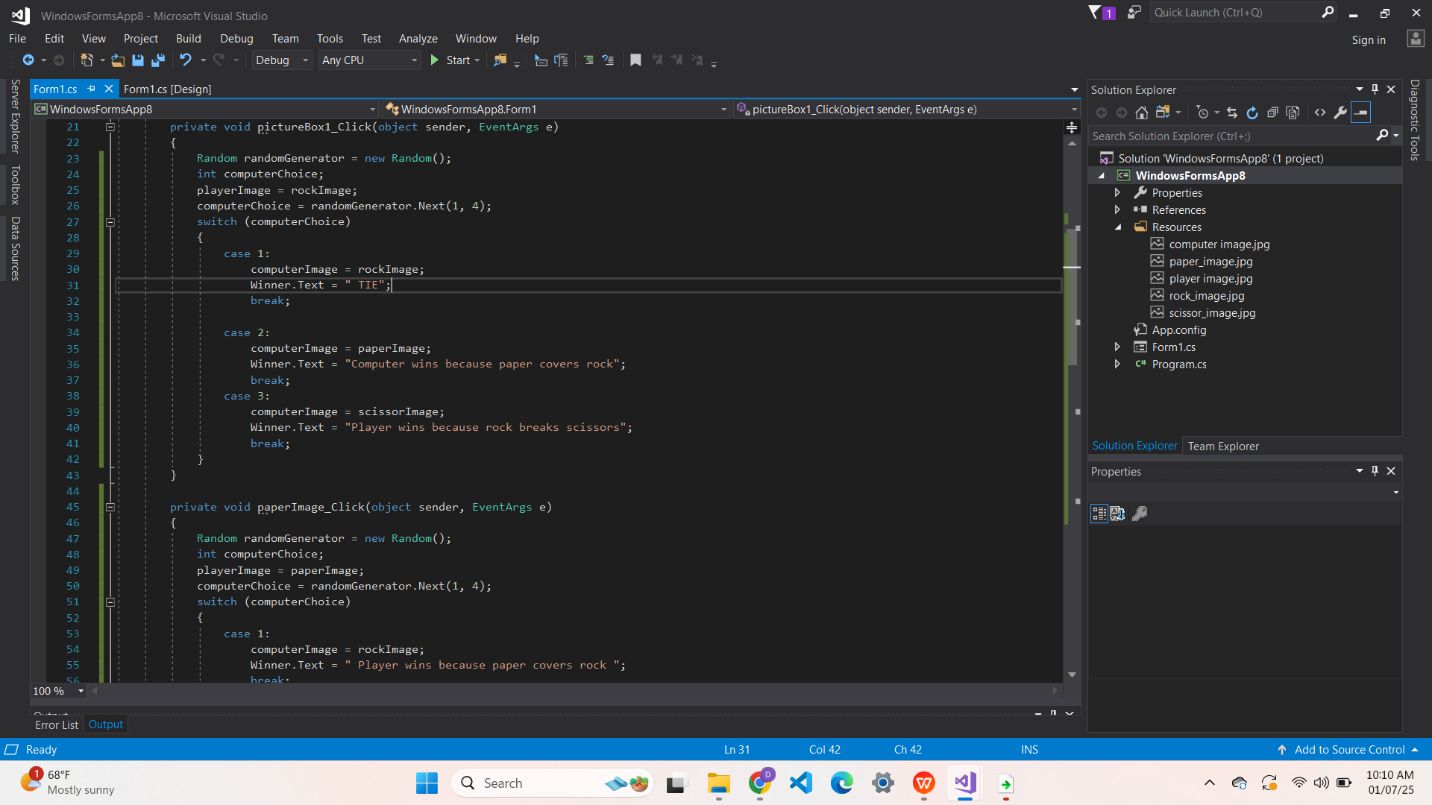 WindowsFormsApp8 - Microsoft Visual Studio
1
Quick Launch (Ctrl+Q)
File Edit View Project Build Debug Team Tools Test Analyze Window Help
Sign in
Debug Any CPU Start
Server Explorer
Toolbox
Data Sources
Form1.cs Form1.cs [Design]
WindowsFormsApp8 WindowsFormsApp8.Form1 pictureBox1_Click(object sender, EventArgs e)
21 private void pictureBox1_Click(object sender, EventArgs e)
22 {
23 Random randomGenerator = new Random();
24 int computerChoice;
25 playerImage = rockImage;
26 computerChoice = randomGenerator.Next(1, 4);
27 switch (computerChoice)
28 {
29 case 1:
30 computerImage = rockImage;
31 Winner.Text = " TIE";
32 break;
33
34 case 2:
35 computerImage = paperImage;
36 Winner.Text = "Computer wins because paper covers rock";
37 break;
38 case 3:
39 computerImage = scissorImage;
40 Winner.Text = "Player wins because rock breaks scissors";
41 break;
42 }
43 }
44
45 private void paperImage_Click(object sender, EventArgs e)
46 {
47 Random randomGenerator = new Random();
48 int computerChoice;
49 playerImage = paperImage;
50 computerChoice = randomGenerator.Next(1, 4);
51 switch (computerChoice)
52 {
53 case 1:
54 computerImage = rockImage;
55 Winner.Text = " Player wins because paper covers rock ";
56 break;
100 %
Output
Error List Output
Solution Explorer
Search Solution Explorer (Ctrl+;)
Solution 'WindowsFormsApp8' (1 project)
WindowsFormsApp8
Properties
References
Resources
computer image.jpg
paper_image.jpg
player image.jpg
rock_image.jpg
scissor_image.jpg
App.config
Form1.cs
Program.cs
Solution Explorer Team Explorer
Properties
Diagnostic Tools
Ready Ln 31 Col 42 Ch 42 INS Add to Source Control
1
68°F
Mostly sunny
Search
D
10:10 AM
01/07/25